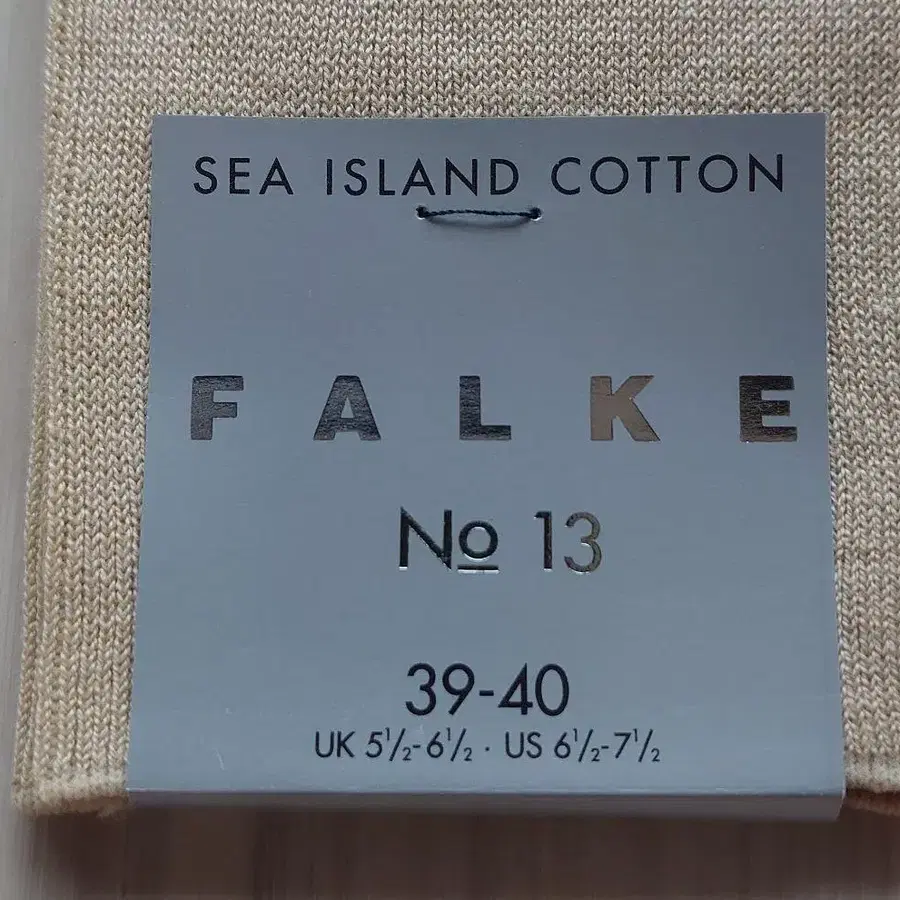 SEA ISLAND COTTON
FALKE
No 13
39-40
UK 5½-6½ · US 6½-7½